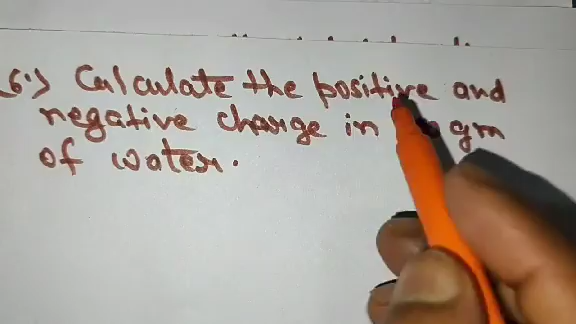 6.) Calculate the positive and
negative charge in gm
of water.